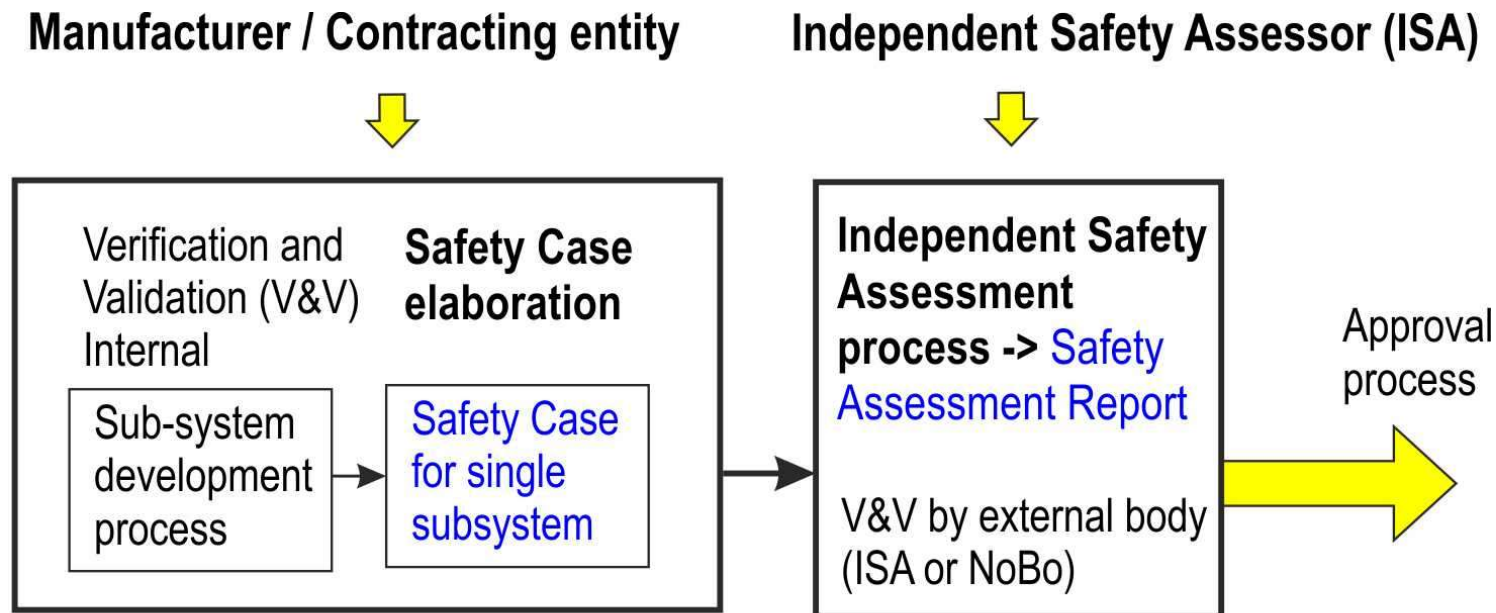 Manufacturer / Contracting entity
Independent Safety Assessor (ISA)
Verification and
Validation (V&V)
Internal
Safety Case
elaboration
Sub-system
development
process
Safety Case
for single
subsystem
Independent Safety
Assessment
process -> Safety
Assessment Report
V&V by external body
(ISA or NoBo)
Approval
process